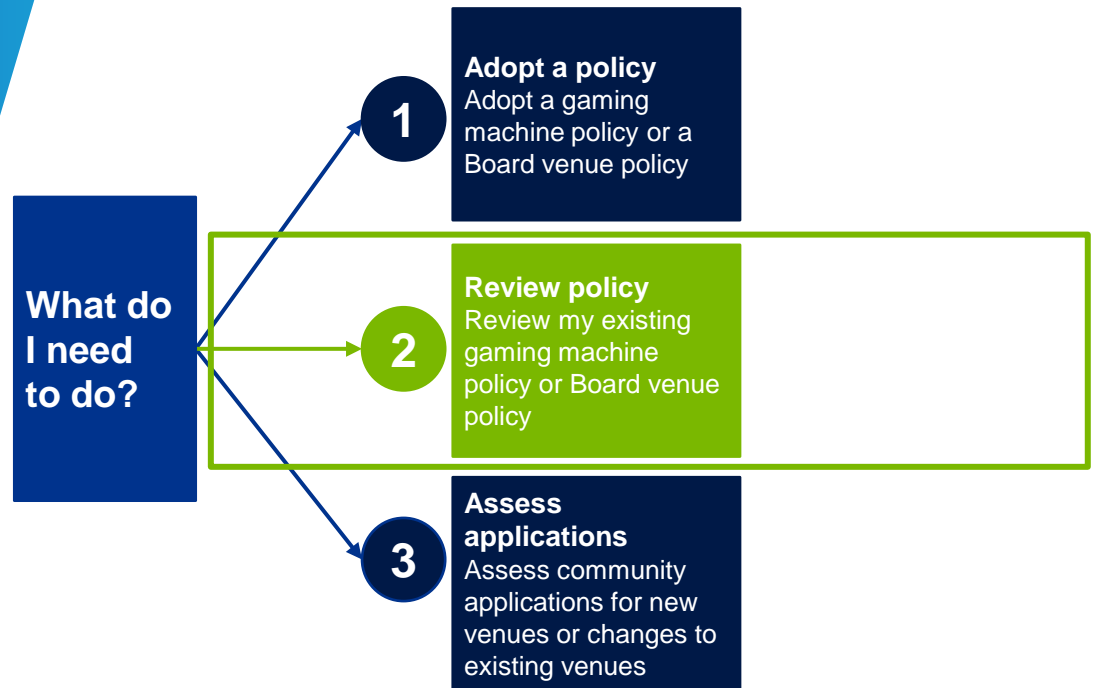 What do
I need
to do?
1
Adopt a policy
Adopt a gaming
machine policy or a
Board venue policy
2
Review policy
Review my existing
gaming machine
policy or Board venue
policy
3
Assess
applications
Assess community
applications for new
venues or changes to
existing venues